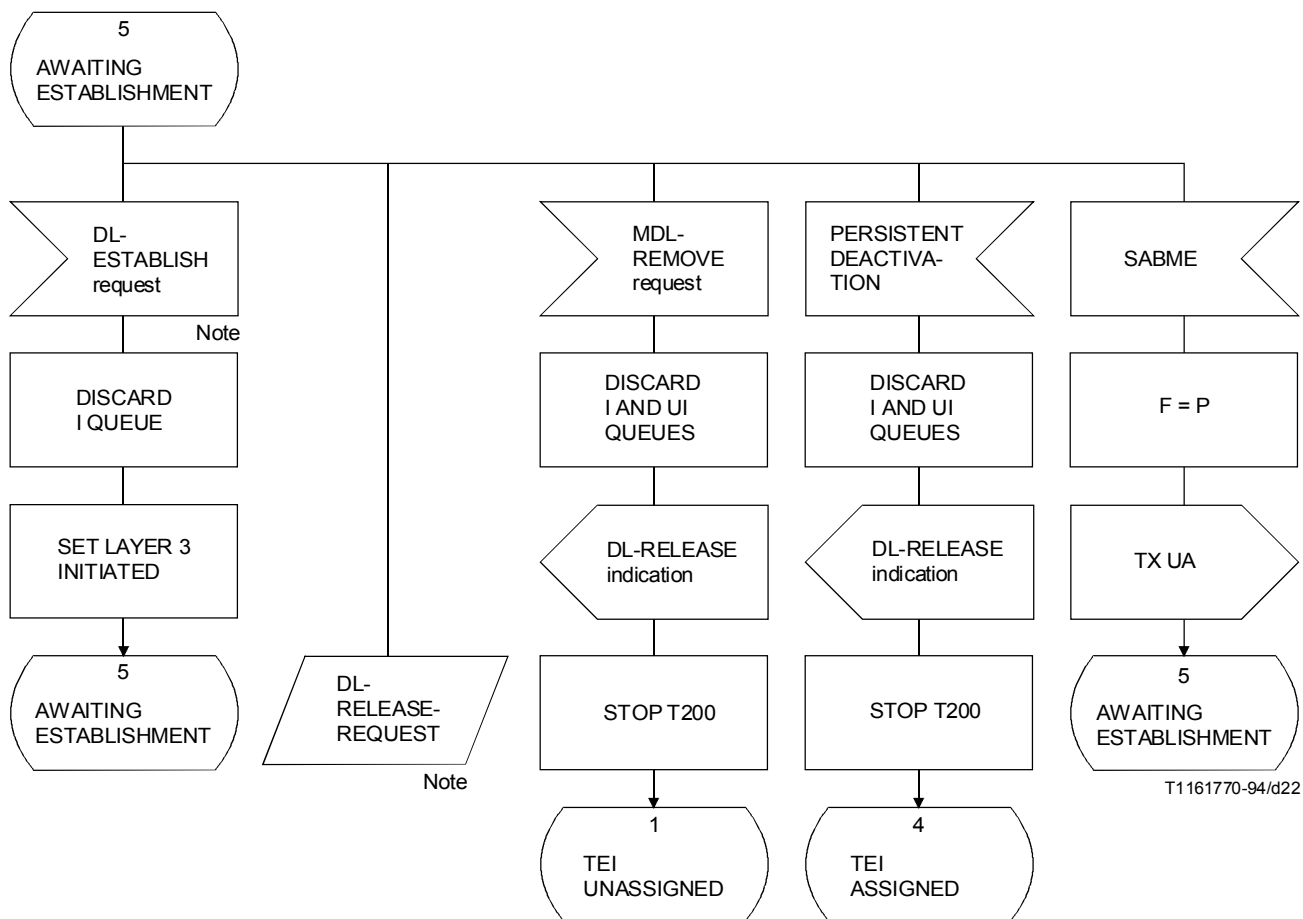 5
AWAITING
ESTABLISHMENT
DL-
ESTABLISH
request
Note
DISCARD
I QUEUE
SET LAYER 3
INITIATED
5
AWAITING
ESTABLISHMENT
DL-
RELEASE-
REQUEST
Note
MDL-
REMOVE
request
DISCARD
I AND UI
QUEUES
DL-RELEASE
indication
STOP T200
1
TEI
UNASSIGNED
PERSISTENT
DEACTIVA-
TION
DISCARD
I AND UI
QUEUES
DL-RELEASE
indication
STOP T200
4
TEI
ASSIGNED
SABME
F = P
TX UA
5
AWAITING
ESTABLISHMENT
T1161770-94/d22